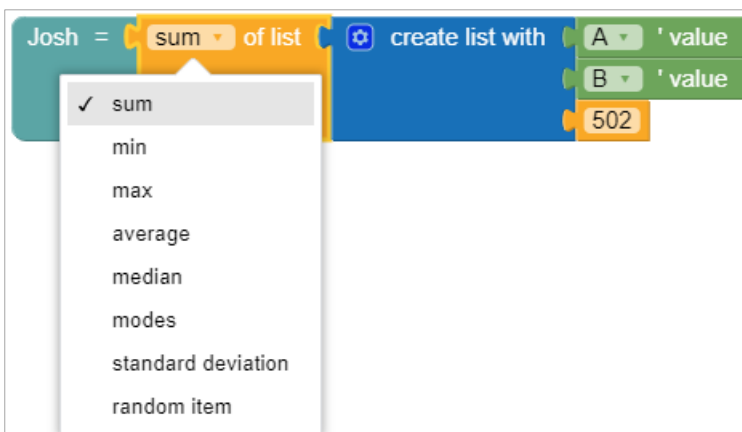 Josh = sum of list create list with A ' value
B ' value
502
✓ sum
min
max
average
median
modes
standard deviation
random item